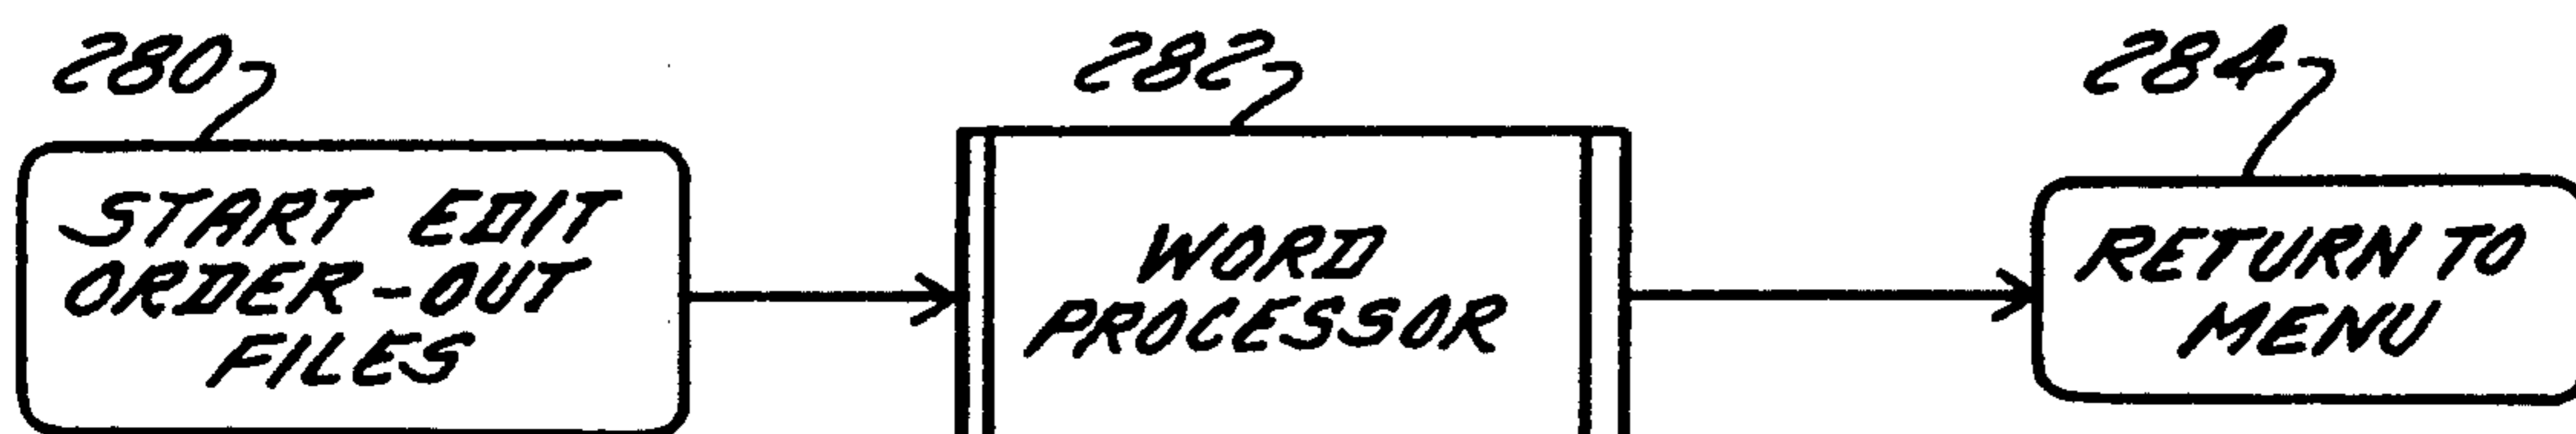 280
START EDIT
ORDER-OUT
FILES
282
WORD
PROCESSOR
284
RETURN TO
MENU